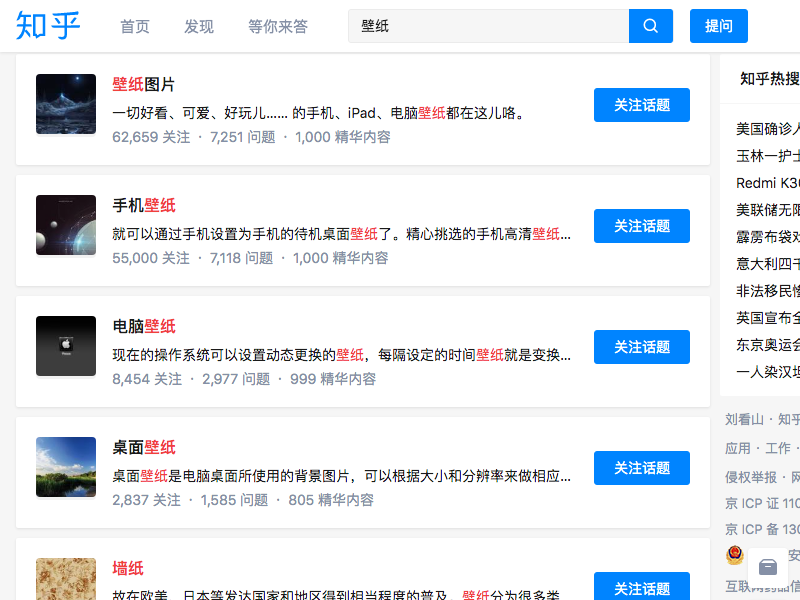 知乎 首页 发现 等你来答 壁纸 提问
壁纸图片
一切好看、可爱、好玩儿…… 的手机、iPad、电脑壁纸都在这儿咯。
62,659 关注 · 7,251 问题 · 1,000 精华内容
关注话题
手机壁纸
就可以通过手机设置为手机的待机桌面壁纸了。精心挑选的手机高清壁纸...
55,000 关注 · 7,118 问题 · 1,000 精华内容
关注话题
电脑壁纸
现在的操作系统可以设置动态更换的壁纸，每隔设定的时间壁纸就是变换...
8,454 关注 · 2,977 问题 · 999 精华内容
关注话题
桌面壁纸
桌面壁纸是电脑桌面所使用的背景图片，可以根据大小和分辨率来做相应...
2,837 关注 · 1,585 问题 · 805 精华内容
关注话题
墙纸
故在欧美、日本等发达国家和地区得到相当程度的普及。壁纸分为很多类
关注话题
知乎热搜
美国确诊人
玉林一护士
Redmi K30
美联储无限
霹雳布袋戏
意大利四千
非法移民惨
英国宣布全
东京奥运会
一人染汉坦
刘看山 · 知乎
应用 · 工作 ·
侵权举报 · 网
京 ICP 证 110
京 ICP 备 130
安
互联网药品信